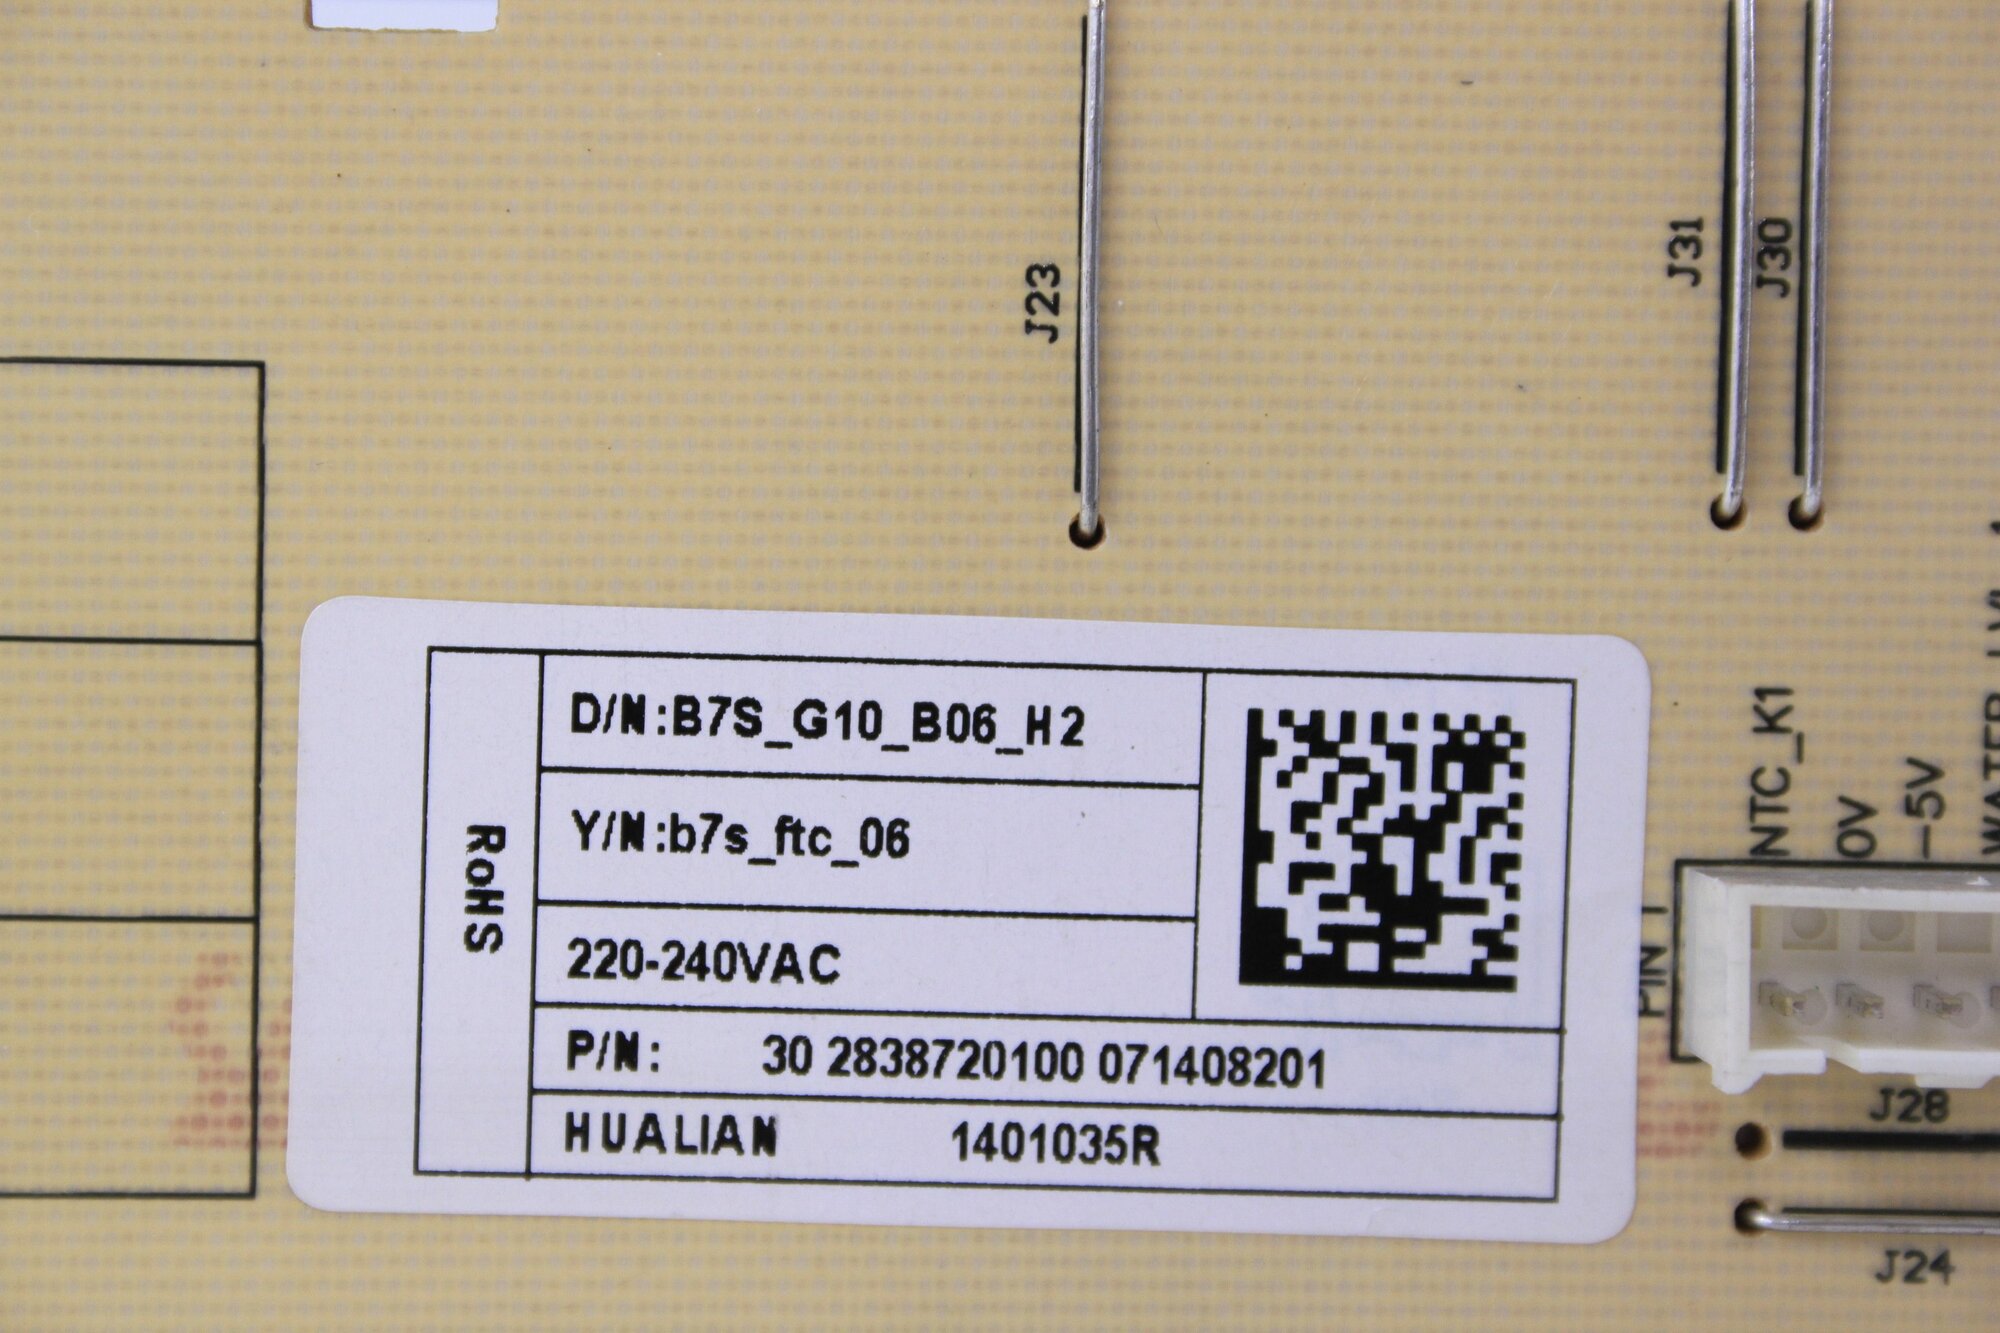 J23
J31
J30
RoHS
D/N:B7S_G10_B06_H2
Y/N:b7s_ftc_06
220-240VAC
P/N: 30 2838720100 071408201
HUALIAN 1401035R
NTC_K1
0V
-5V
WATER
PIN 1
J28
J24